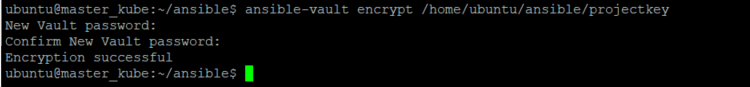 ubuntu@master_kube:~/ansible$ ansible-vault encrypt /home/ubuntu/ansible/projectkey
New Vault password:
Confirm New Vault password:
Encryption successful
ubuntu@master_kube:~/ansible$